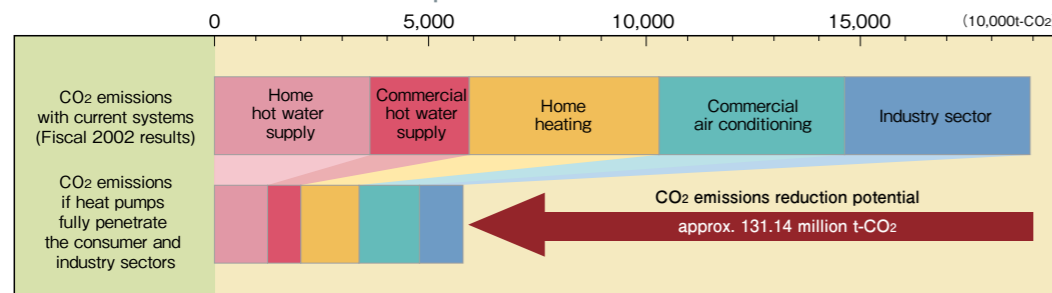 0 5,000 10,000 15,000 (10,000t-CO2
CO2 emissions
with current systems
(Fiscal 2002 results)
Home
hot water
supply
Commercial
hot water
supply
Home
heating
Commercial
air conditioning
Industry sector
CO2 emissions
if heat pumps
fully penetrate
the consumer and
industry sectors
CO2 emissions reduction potential
approx. 131.14 million t-CO2